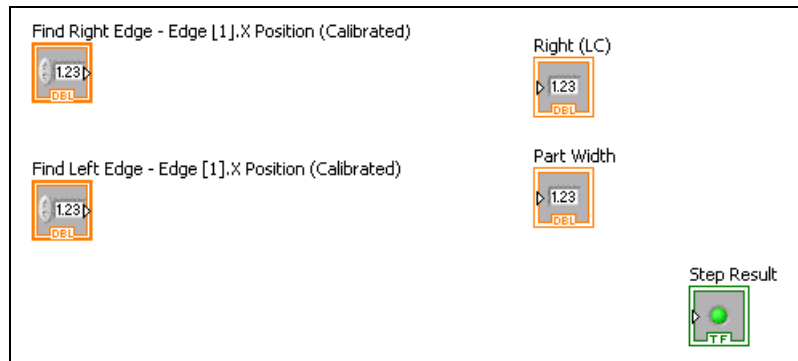 Find Right Edge - Edge [1].X Position (Calibrated)
1.23
DBL
Right (LC)
1.23
DBL
Find Left Edge - Edge [1].X Position (Calibrated)
1.23
DBL
Part Width
1.23
DBL
Step Result
TF